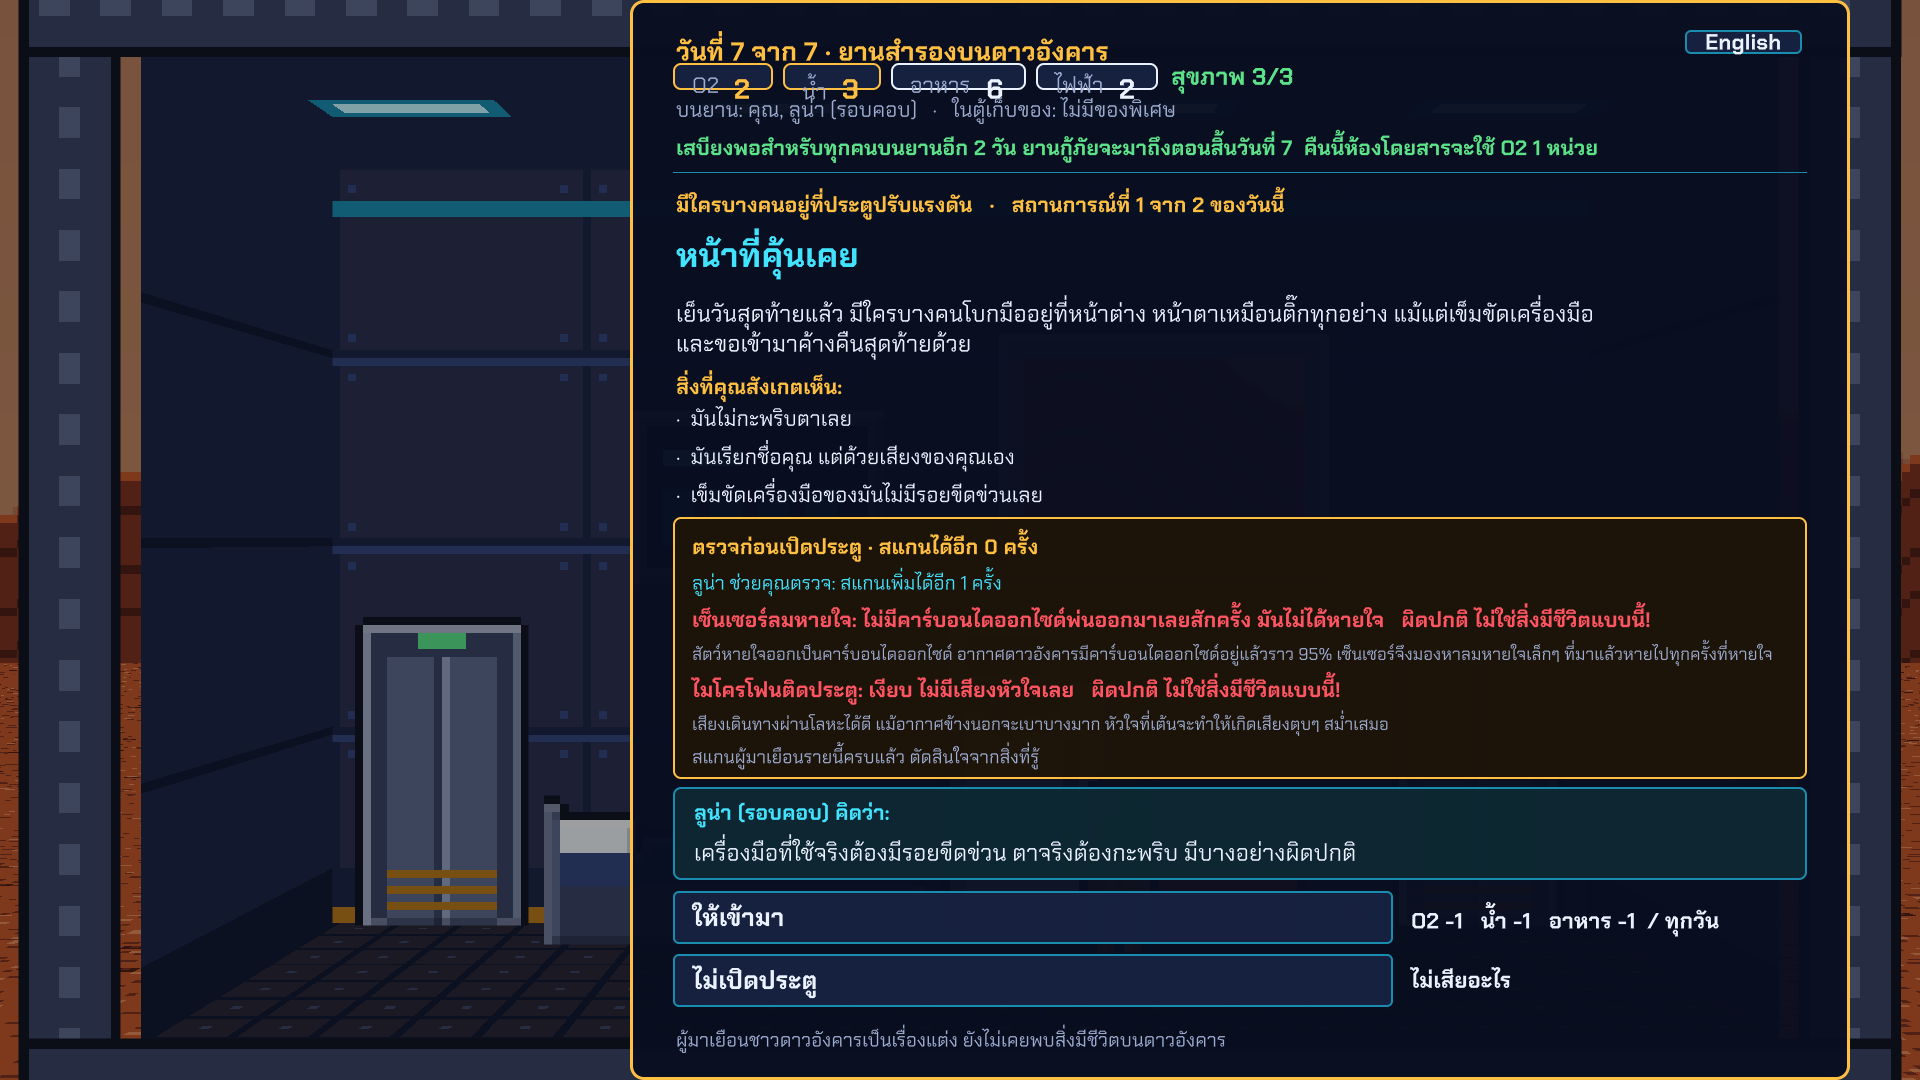 วันที่ 7 จาก 7 · ยานสำรองบนดาวอังคาร
English
O2 2 น้ำ 3 อาหาร 6 ไฟฟ้า 2 สุขภาพ 3/3
บนยาน: คุณ, ลูน่า (รอบคอบ) · ในตู้เก็บของ: ไม่มีของพิเศษ
เสบียงพอสำหรับทุกคนบนยานอีก 2 วัน ยานกู้ภัยจะมาถึงตอนสิ้นวันที่ 7 คืนนี้ห้องโดยสารจะใช้ O2 1 หน่วย
มีใครบางคนอยู่ที่ประตูปรับแรงดัน · สถานการณ์ที่ 1 จาก 2 ของวันนี้
หน้าที่คุ้นเคย
เย็นวันสุดท้ายแล้ว มีใครบางคนโบกมืออยู่ที่หน้าต่าง หน้าตาเหมือนติ๊กทุกอย่าง แม้แต่เข็มขัดเครื่องมือ
และขอเข้ามาค้างคืนสุดท้ายด้วย
สิ่งที่คุณสังเกตเห็น:
· มันไม่กะพริบตาเลย
· มันเรียกชื่อคุณ แต่ด้วยเสียงของคุณเอง
· เข็มขัดเครื่องมือของมันไม่มีรอยขีดข่วนเลย
ตรวจก่อนเปิดประตู · สแกนได้อีก 0 ครั้ง
ลูน่า ช่วยคุณตรวจ: สแกนเพิ่มได้อีก 1 ครั้ง
เซ็นเซอร์ลมหายใจ: ไม่มีคาร์บอนไดออกไซด์พ่นออกมาเลยสักครั้ง มันไม่ได้หายใจ ผิดปกติ ไม่ใช่สิ่งมีชีวิตแบบนี้!
สัตว์หายใจออกเป็นคาร์บอนไดออกไซด์ อากาศดาวอังคารมีคาร์บอนไดออกไซด์อยู่แล้วราว 95% เซ็นเซอร์จึงมองหาลมหายใจเล็กๆ ที่มาแล้วหายไปทุกครั้งที่หายใจ
ไมโครโฟนติดประตู: เงียบ ไม่มีเสียงหัวใจเลย ผิดปกติ ไม่ใช่สิ่งมีชีวิตแบบนี้!
เสียงเดินทางผ่านโลหะได้ดี แม้อากาศข้างนอกจะเบาบางมาก หัวใจที่เต้นจะทำให้เกิดเสียงตุบๆ สม่ำเสมอ
สแกนผู้มาเยือนรายนี้ครบแล้ว ตัดสินใจจากสิ่งที่รู้
ลูน่า (รอบคอบ) คิดว่า:
เครื่องมือที่ใช้จริงต้องมีรอยขีดข่วน ตาจริงต้องกะพริบ มีบางอย่างผิดปกติ
ให้เข้ามา
O2 -1 น้ำ -1 อาหาร -1 / ทุกวัน
ไม่เปิดประตู
ไม่เสียอะไร
ผู้มาเยือนชาวดาวอังคารเป็นเรื่องแต่ง ยังไม่เคยพบสิ่งมีชีวิตบนดาวอังคาร